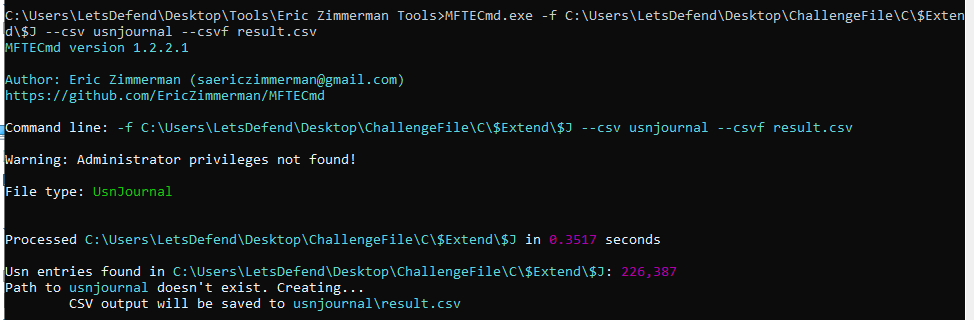 C:\Users\LetsDefend\Desktop\Tools\Eric Zimmerman Tools>MFTECmd.exe -f C:\Users\LetsDefend\Desktop\ChallengeFile\C\$Exten
d\$J --csv usnjournal --csvf result.csv
MFTECmd version 1.2.2.1
Author: Eric Zimmerman (saericzimmerman@gmail.com)
https://github.com/EricZimmerman/MFTECmd
Command line: -f C:\Users\LetsDefend\Desktop\ChallengeFile\C\$Extend\$J --csv usnjournal --csvf result.csv
Warning: Administrator privileges not found!
File type: UsnJournal
Processed C:\Users\LetsDefend\Desktop\ChallengeFile\C\$Extend\$J in 0.3517 seconds
Usn entries found in C:\Users\LetsDefend\Desktop\ChallengeFile\C\$Extend\$J: 226,387
Path to usnjournal doesn't exist. Creating...
CSV output will be saved to usnjournal\result.csv